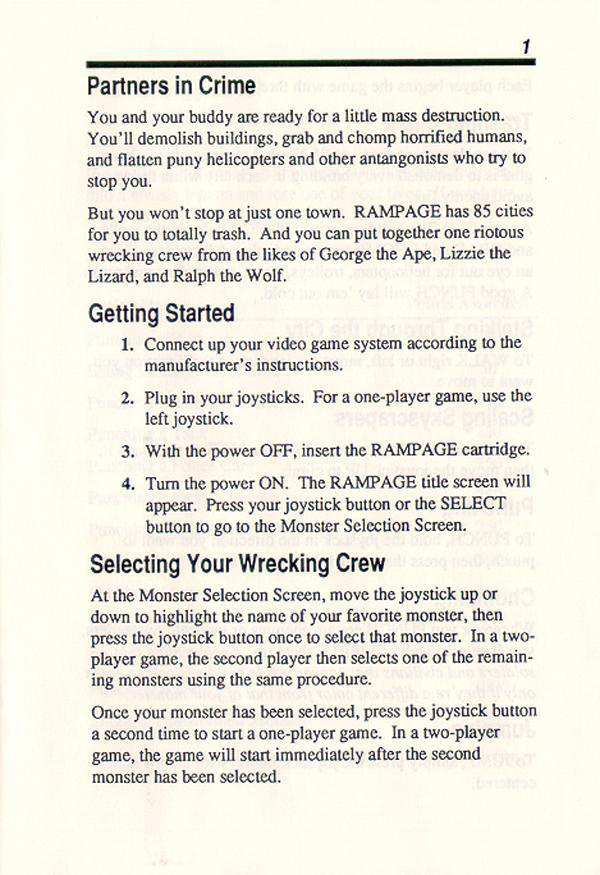 1
Partners in Crime
You and your buddy are ready for a little mass destruction.
You'll demolish buildings, grab and chomp horrified humans,
and flatten puny helicopters and other antangonists who try to
stop you.
But you won't stop at just one town. RAMPAGE has 85 cities
for you to totally trash. And you can put together one riotous
wrecking crew from the likes of George the Ape, Lizzie the
Lizard, and Ralph the Wolf.
Getting Started
1. Connect up your video game system according to the
manufacturer's instructions.
2. Plug in your joysticks. For a one-player game, use the
left joystick.
3. With the power OFF, insert the RAMPAGE cartridge.
4. Turn the power ON. The RAMPAGE title screen will
appear. Press your joystick button or the SELECT
button to go to the Monster Selection Screen.
Selecting Your Wrecking Crew
At the Monster Selection Screen, move the joystick up or
down to highlight the name of your favorite monster, then
press the joystick button once to select that monster. In a two-
player game, the second player then selects one of the remain-
ing monsters using the same procedure.
Once your monster has been selected, press the joystick button
a second time to start a one-player game. In a two-player
game, the game will start immediately after the second
monster has been selected.